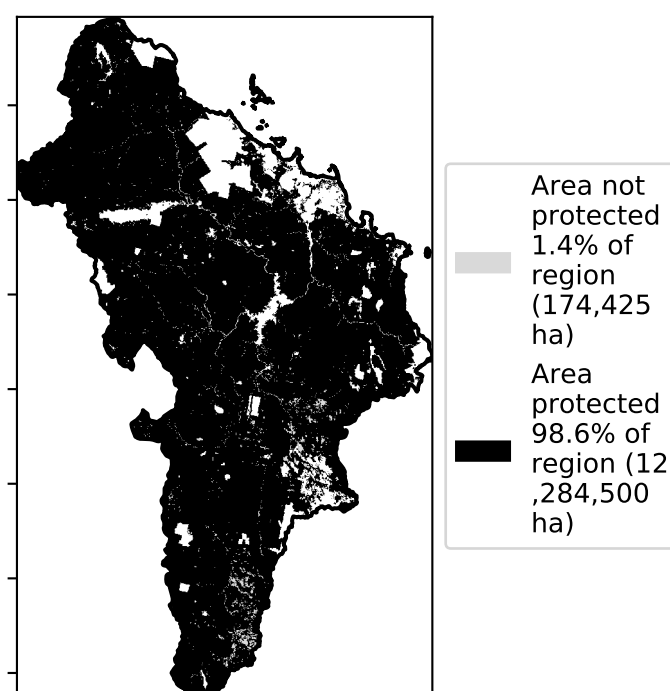 Area not
protected
1.4% of
region
(174,425
ha)
Area
protected
98.6% of
region (12
,284,500
ha)